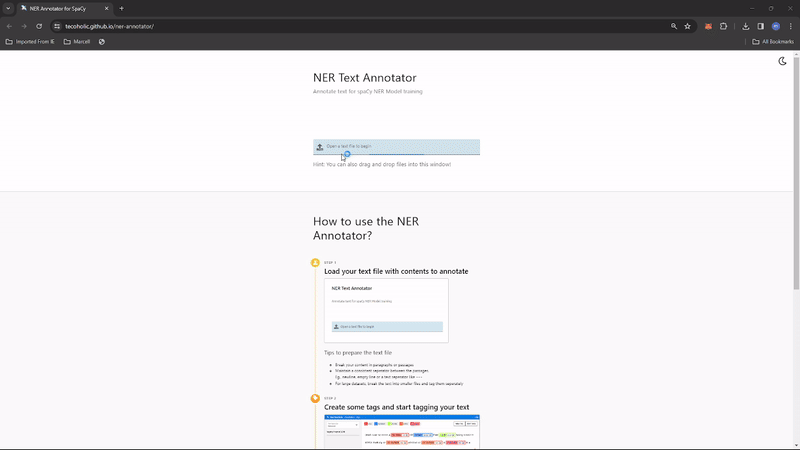 NER Annotator for SpaCy
tecoholic.github.io/ner-annotator/
Imported From IE
Marcell
All Bookmarks
NER Text Annotator
Annotate text for spaCy NER Model training
Open a text file to begin
Hint: You can also drag and drop files into this window!
How to use the NER
Annotator?
STEP 1
Load your text file with contents to annotate
NER Text Annotator
Annotate text for spaCy NER Model training
Open a text file to begin
Tips to prepare the text file
Break your content in paragraphs or passages
Maintain a consistent separator between the passages.
Eg., newline, empty line or a text separator like ---
For large datasets, break the text into smaller files and tag them separately
STEP 2
Create some tags and start tagging your text